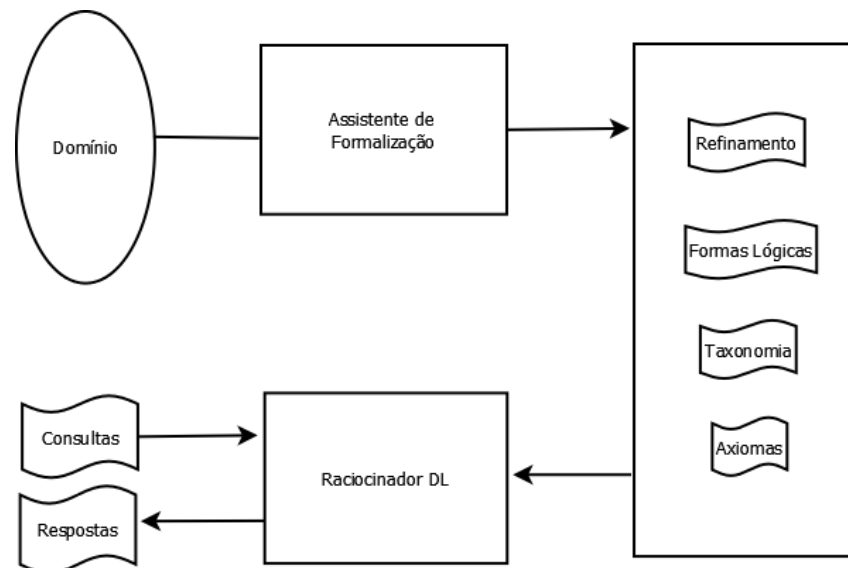 Domínio
Assistente de
Formalização
Refinamento
Formas Lógicas
Taxonomia
Axiomas
Consultas
Raciocinador DL
Respostas